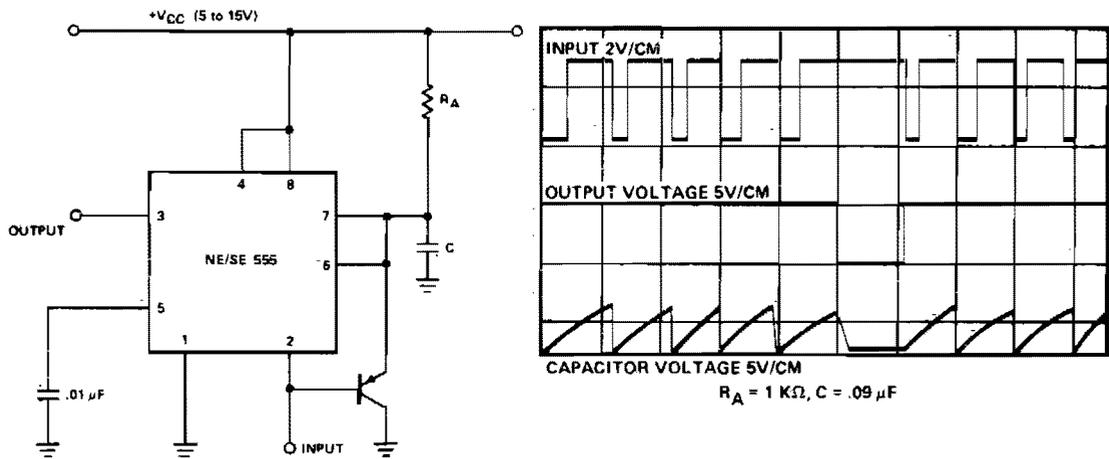 +VCC (5 to 15V)
RA
4
8
3
7
OUTPUT
NE/SE 555
6
C
5
1
2
.01 µF
INPUT
INPUT 2V/CM
OUTPUT VOLTAGE 5V/CM
CAPACITOR VOLTAGE 5V/CM
RA = 1 KΩ, C = .09 µF